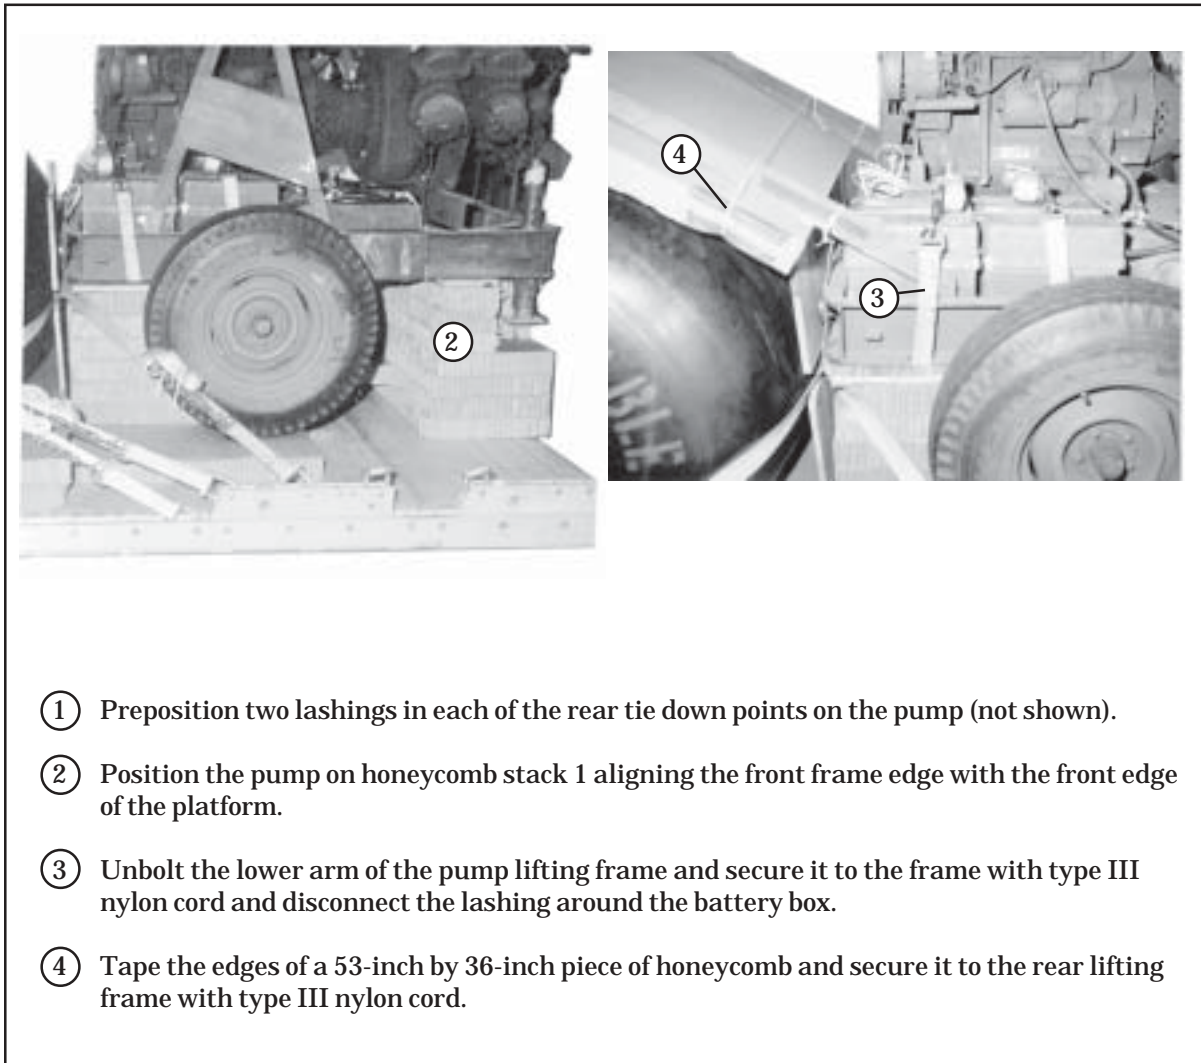 4
3
2
1 Preposition two lashings in each of the rear tie down points on the pump (not shown).
2 Position the pump on honeycomb stack 1 aligning the front frame edge with the front edge
of the platform.
3 Unbolt the lower arm of the pump lifting frame and secure it to the frame with type III
nylon cord and disconnect the lashing around the battery box.
4 Tape the edges of a 53-inch by 36-inch piece of honeycomb and secure it to the rear lifting
frame with type III nylon cord.